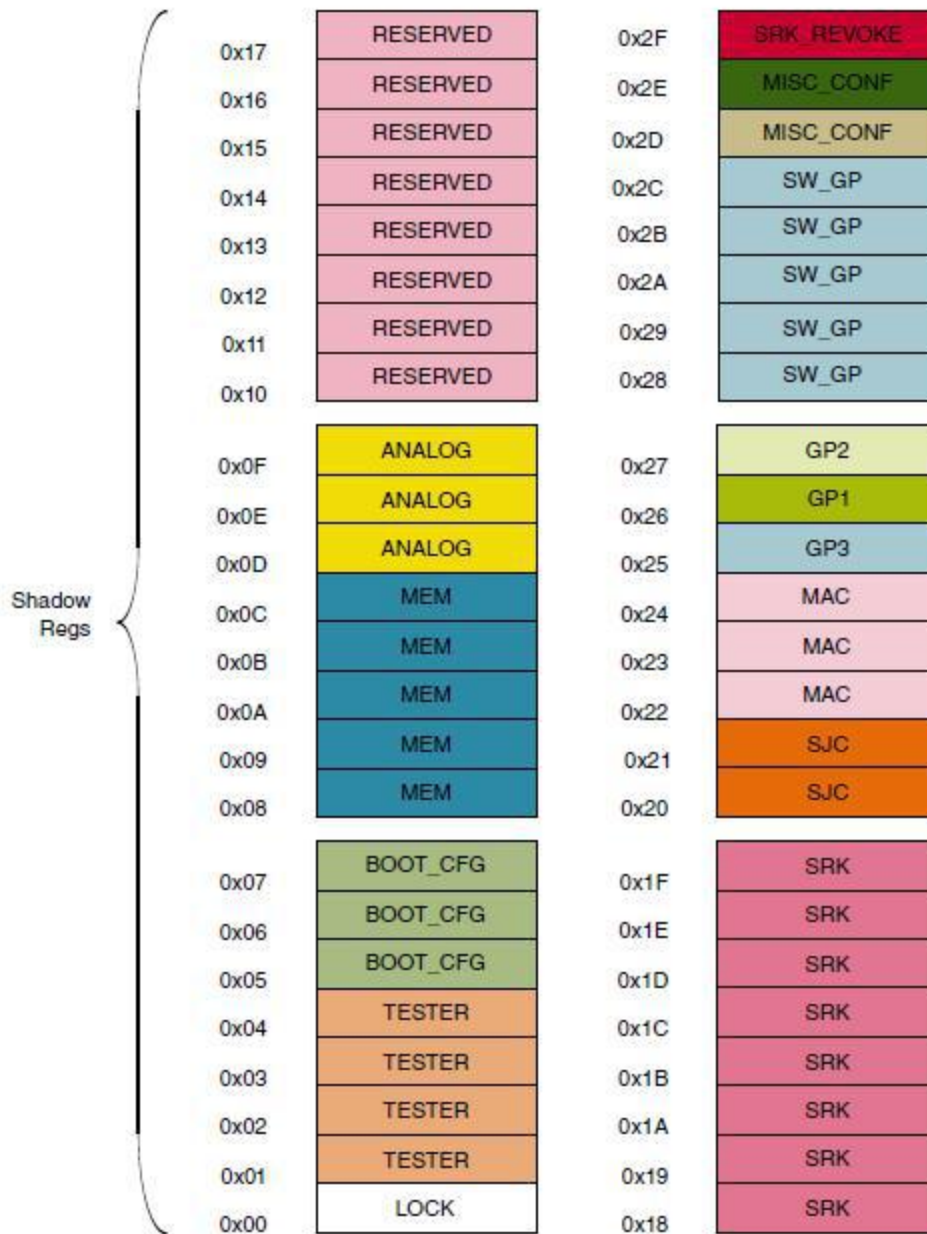 0x17 RESERVED 0x2F SRK_REVOKE
0x16 RESERVED 0x2E MISC_CONF
0x15 RESERVED 0x2D MISC_CONF
0x14 RESERVED 0x2C SW_GP
0x13 RESERVED 0x2B SW_GP
0x12 RESERVED 0x2A SW_GP
0x11 RESERVED 0x29 SW_GP
0x10 RESERVED 0x28 SW_GP
0x0F ANALOG 0x27 GP2
0x0E ANALOG 0x26 GP1
0x0D ANALOG 0x25 GP3
Shadow
Regs
0x0C MEM 0x24 MAC
0x0B MEM 0x23 MAC
0x0A MEM 0x22 MAC
0x09 MEM 0x21 SJC
0x08 MEM 0x20 SJC
0x07 BOOT_CFG 0x1F SRK
0x06 BOOT_CFG 0x1E SRK
0x05 BOOT_CFG 0x1D SRK
0x04 TESTER 0x1C SRK
0x03 TESTER 0x1B SRK
0x02 TESTER 0x1A SRK
0x01 TESTER 0x19 SRK
0x00 LOCK 0x18 SRK